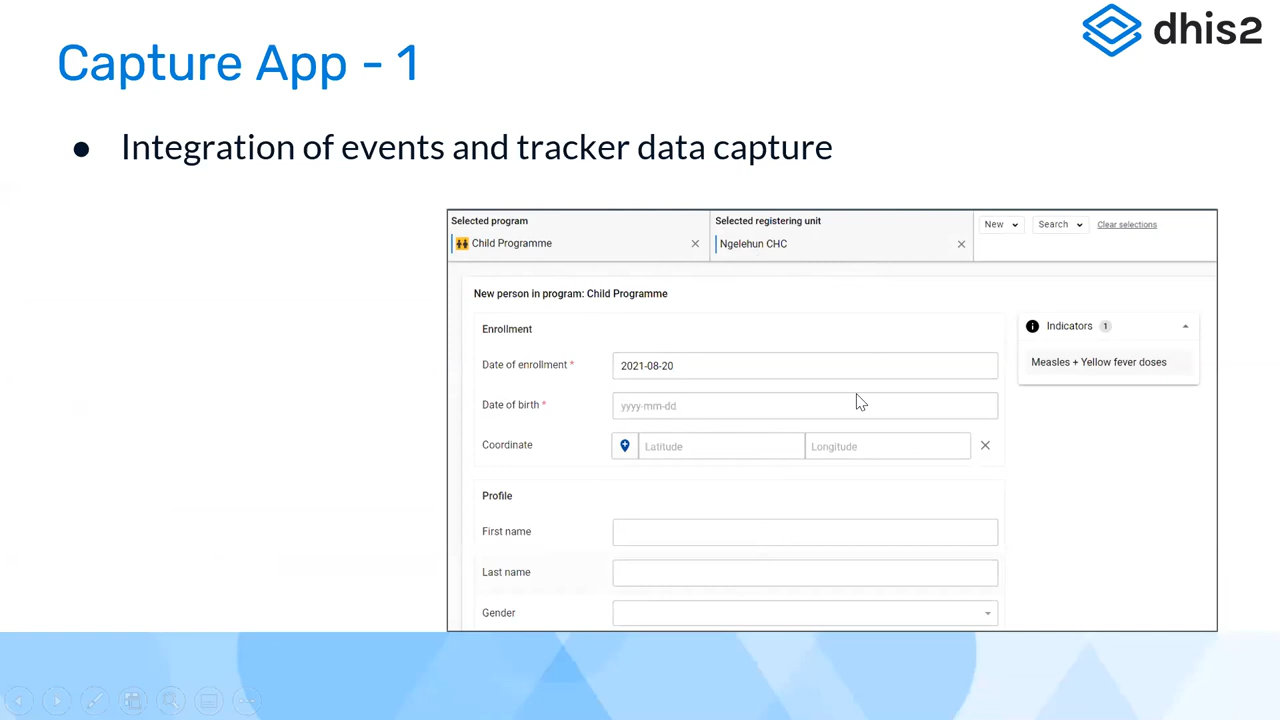 dhis2
Capture App - 1
● Integration of events and tracker data capture
Selected program
Child Programme
Selected registering unit
Ngelehun CHC
New
Search
Clear selections
New person in program: Child Programme
Enrollment
Date of enrollment *
2021-08-20
Date of birth *
yyyy-mm-dd
Coordinate
Latitude
Longitude
Indicators 1
Measles + Yellow fever doses
Profile
First name
Last name
Gender